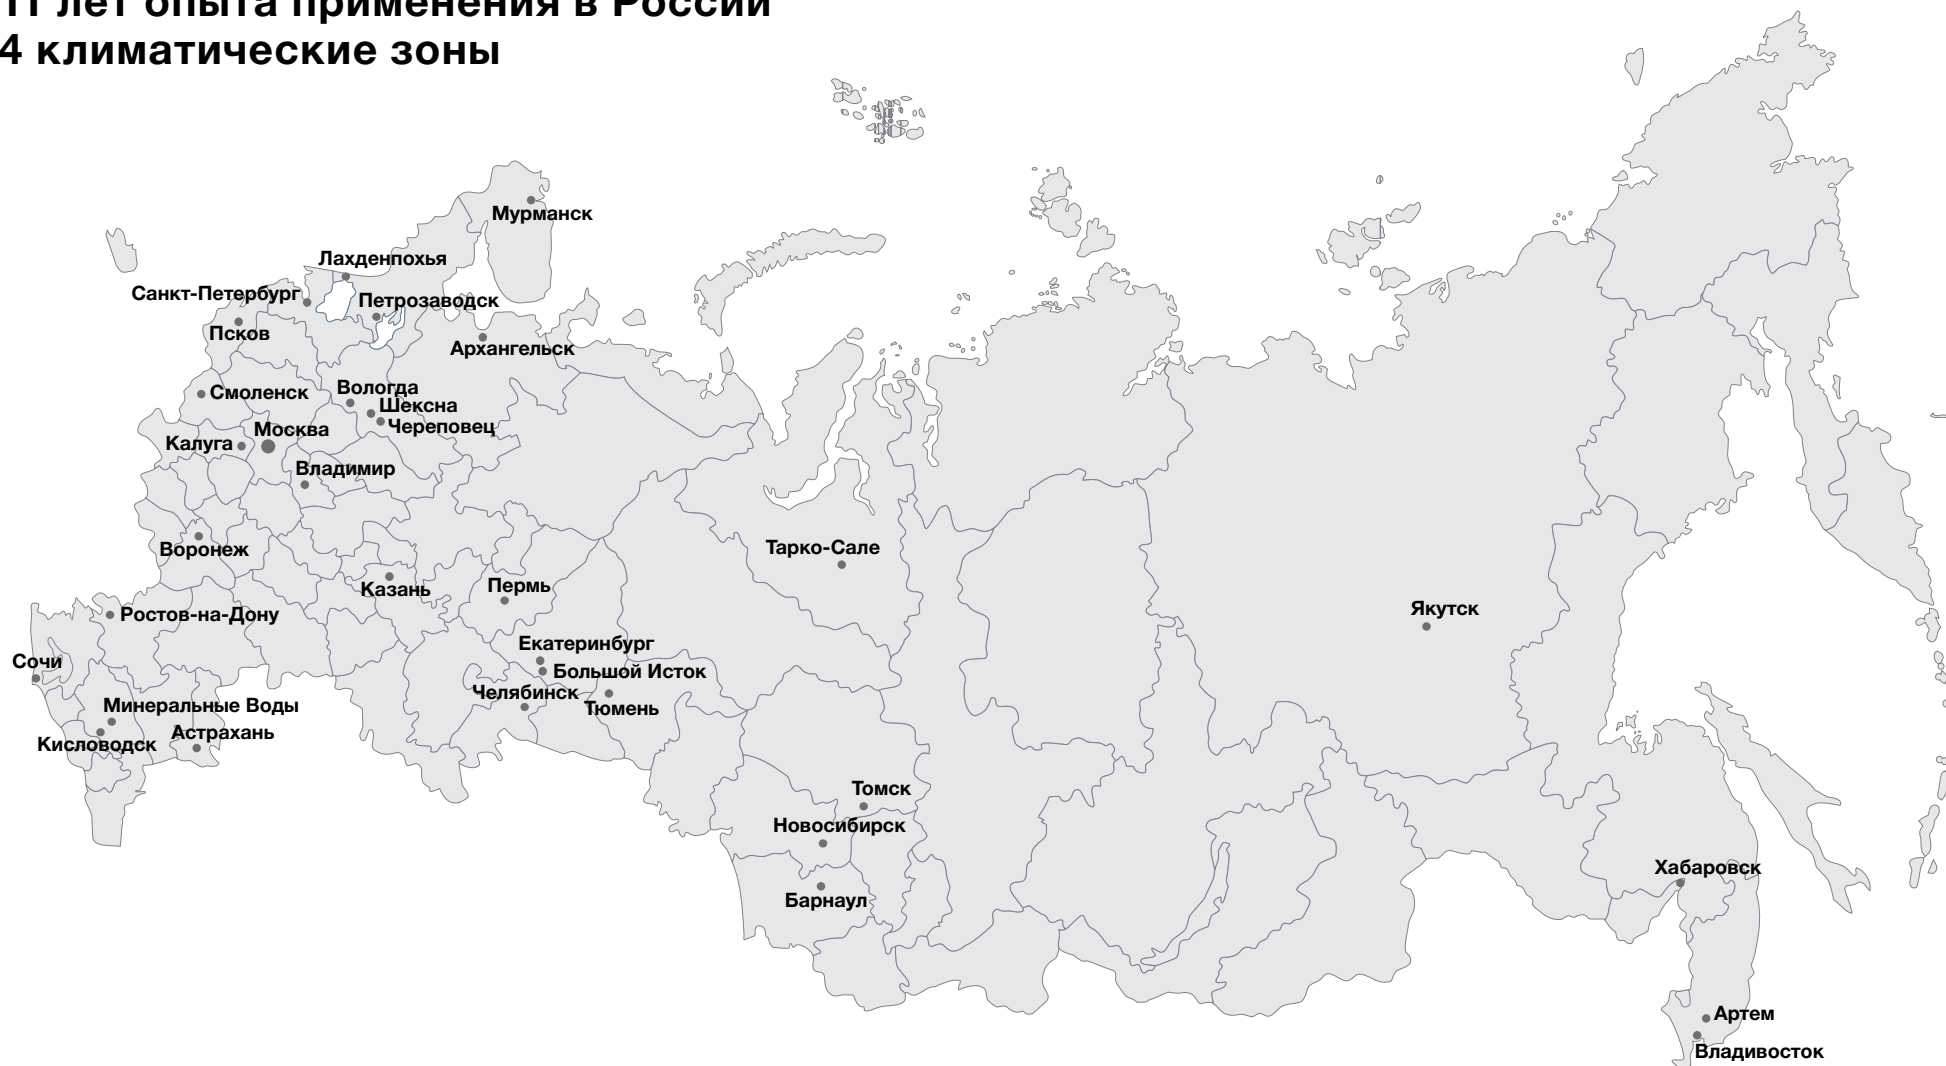 11 лет опыта применения в России
4 климатические зоны
Мурманск
Лахденпохья
Санкт-Петербург
Петрозаводск
Псков
Архангельск
Вологда
Смоленск
Шексна
Череповец
Москва
Калуга
Владимир
Воронеж
Тарко-Сале
Казань
Пермь
Якутск
Ростов-на-Дону
Екатеринбург
Сочи
Большой Исток
Челябинск
Минеральные Воды
Тюмень
Астрахань
Кисловодск
Томск
Новосибирск
Хабаровск
Барнаул
Артем
Владивосток